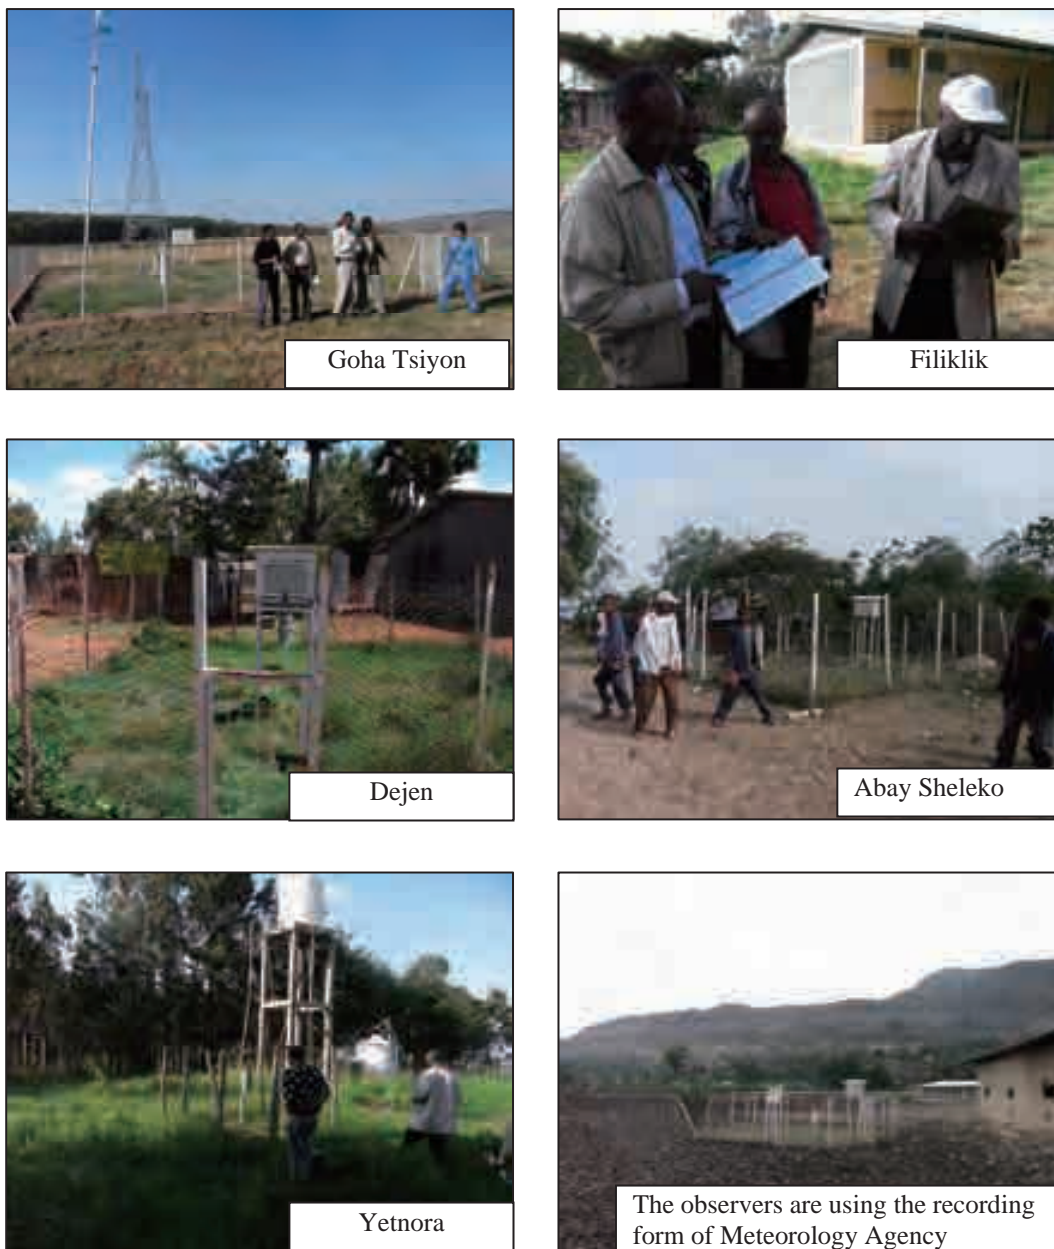 Goha Tsiyon
Filiklik
Dejen
Abay Sheleko
Yetnora
The observers are using the recording
form of Meteorology Agency